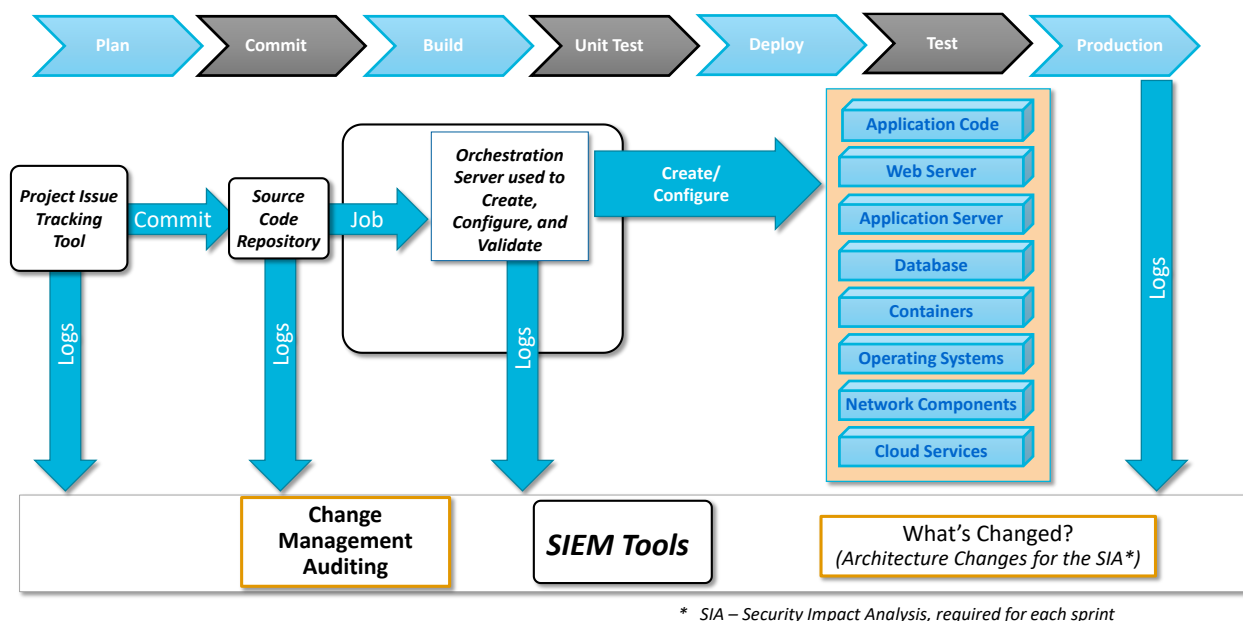 Plan
Commit
Build
Unit Test
Deploy
Test
Production
Project Issue
Tracking
Tool
Commit
Source
Code
Repository
Job
Orchestration
Server used to
Create,
Configure, and
Validate
Create/
Configure
Application Code
Web Server
Application Server
Database
Containers
Operating Systems
Network Components
Cloud Services
Logs
Logs
Logs
Logs
Change
Management
Auditing
SIEM Tools
What's Changed?
(Architecture Changes for the SIA*)
* SIA – Security Impact Analysis, required for each sprint